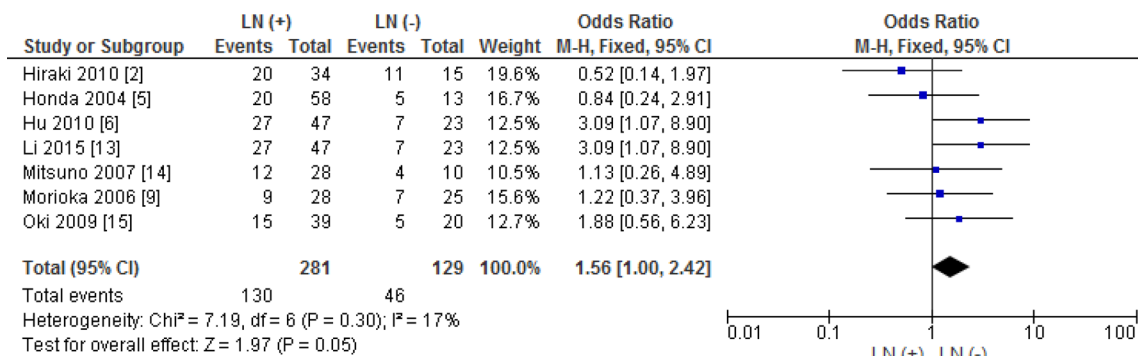 LN (+) LN (-) Odds Ratio Odds Ratio
Study or Subgroup Events Total Events Total Weight M-H, Fixed, 95% CI M-H, Fixed, 95% CI
Hiraki 2010 [2] 20 34 11 15 19.6% 0.52 [0.14, 1.97]
Honda 2004 [5] 20 58 5 13 16.7% 0.84 [0.24, 2.91]
Hu 2010 [6] 27 47 7 23 12.5% 3.09 [1.07, 8.90]
Li 2015 [13] 27 47 7 23 12.5% 3.09 [1.07, 8.90]
Mitsuno 2007 [14] 12 28 4 10 10.5% 1.13 [0.26, 4.89]
Morioka 2006 [9] 9 28 7 25 15.6% 1.22 [0.37, 3.96]
Oki 2009 [15] 15 39 5 20 12.7% 1.88 [0.56, 6.23]
Total (95% CI) 281 129 100.0% 1.56 [1.00, 2.42]
Total events 130 46
Heterogeneity: Chi² = 7.19, df = 6 (P = 0.30); I² = 17%
Test for overall effect: Z = 1.97 (P = 0.05)
0.01 0.1 1 10 100
LN (+) LN (-)